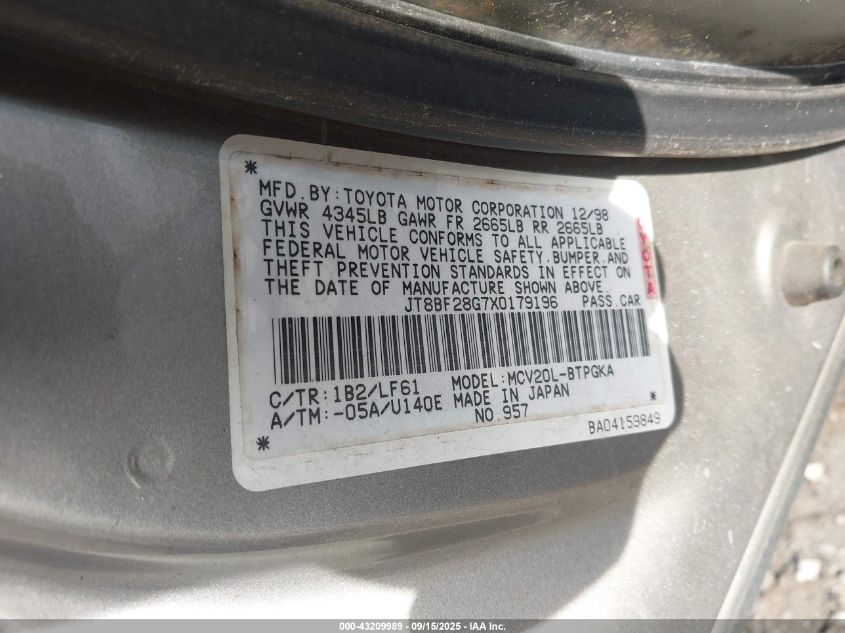 MFD. BY: TOYOTA MOTOR CORPORATION 12/98
GVWR 4345LB GAWR FR 2665LB RR 2665LB
THIS VEHICLE CONFORMS TO ALL APPLICABLE
FEDERAL MOTOR VEHICLE SAFETY, BUMPER, AND
THEFT PREVENTION STANDARDS IN EFFECT ON
THE DATE OF MANUFACTURE SHOWN ABOVE.
JT8BF28G7X0179196 PASS. CAR
C/TR: 1B2/LF61 MODEL: MCV20L-BTPGKA
A/TM: -05A/U140E MADE IN JAPAN
NO. 957
BA04159849
TOYOTA
000-43209989 - 09/15/2025 - IAA Inc.